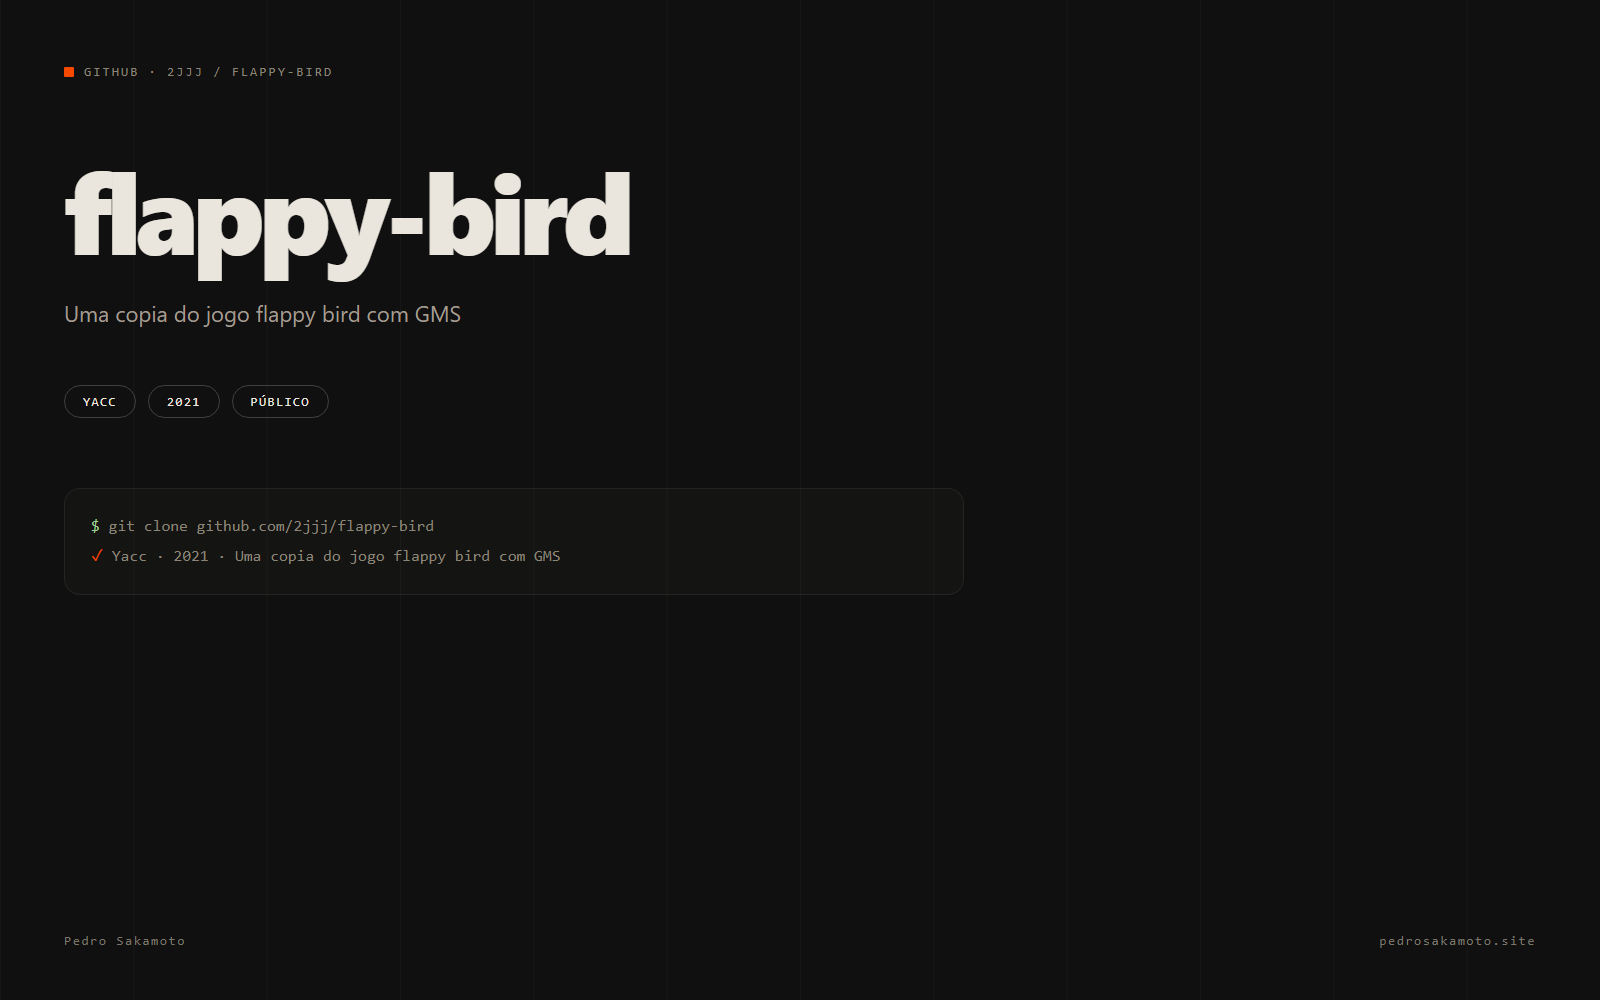 GITHUB · 2JJJ / FLAPPY-BIRD
flappy-bird
Uma copia do jogo flappy bird com GMS
YACC 2021 PÚBLICO
$ git clone github.com/2jjj/flappy-bird
✓ Yacc · 2021 · Uma copia do jogo flappy bird com GMS
Pedro Sakamoto pedrosakamoto.site